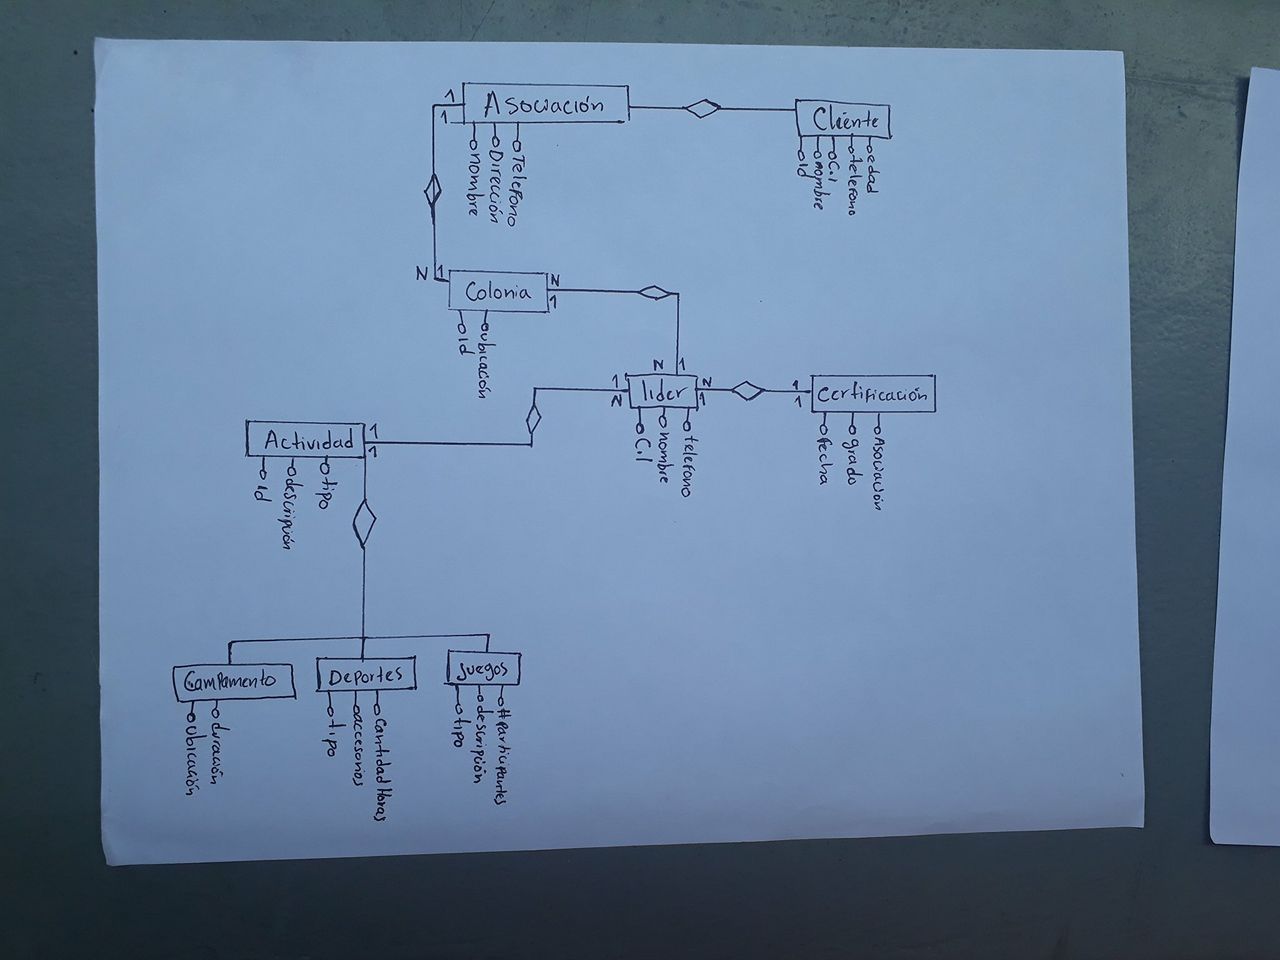 Asociación
1
1
Teléfono
Dirección
nombre
Cliente
edad
telefono
C.I
nombre
Id
N 1
Colonia
N
1
ubicación
Id
N 1
1
N
lider
N
1
telefono
nombre
C.I
1
1
Certificación
Asociación
grado
fecha
Actividad
1
1
tipo
descripción
Id
Campamento
duración
ubicación
Deportes
cantidad Horas
accesorios
tipo
Juegos
#participantes
descripción
tipo